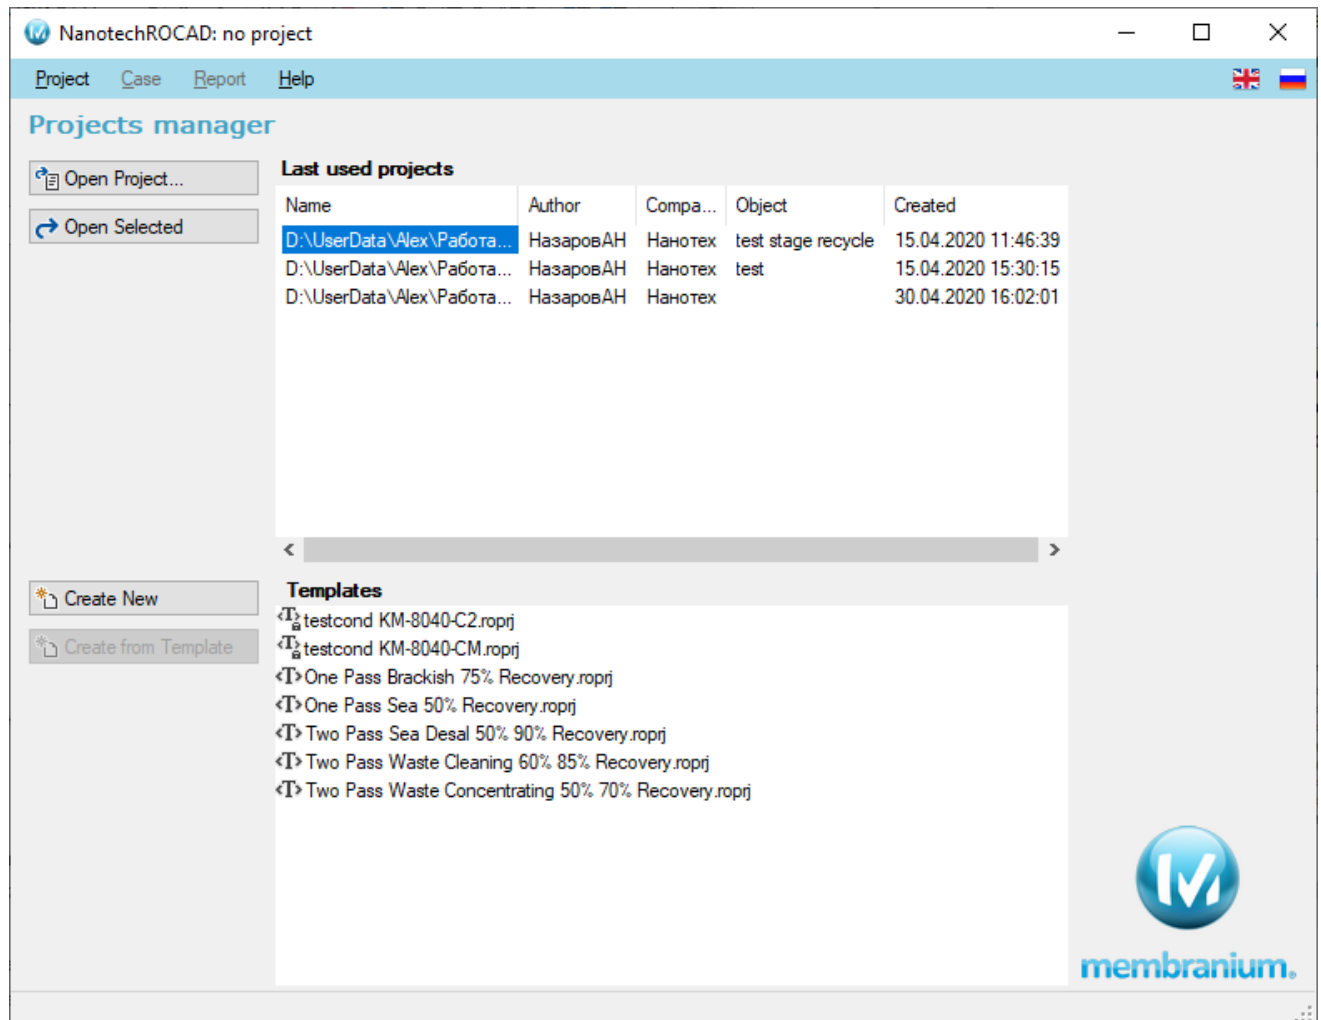 NanotechROCAD: no project
Project Case Report Help
Projects manager
Open Project...
Open Selected
Last used projects
Name Author Compa... Object Created
D:\UserData\Alex\Работа... НазаровАН Нанотех test stage recycle 15.04.2020 11:46:39
D:\UserData\Alex\Работа... НазаровАН Нанотех test 15.04.2020 15:30:15
D:\UserData\Alex\Работа... НазаровАН Нанотех 30.04.2020 16:02:01
Create New
Create from Template
Templates
testcond KM-8040-C2.roprj
testcond KM-8040-CM.roprj
One Pass Brackish 75% Recovery.roprj
One Pass Sea 50% Recovery.roprj
Two Pass Sea Desal 50% 90% Recovery.roprj
Two Pass Waste Cleaning 60% 85% Recovery.roprj
Two Pass Waste Concentrating 50% 70% Recovery.roprj
membranium®